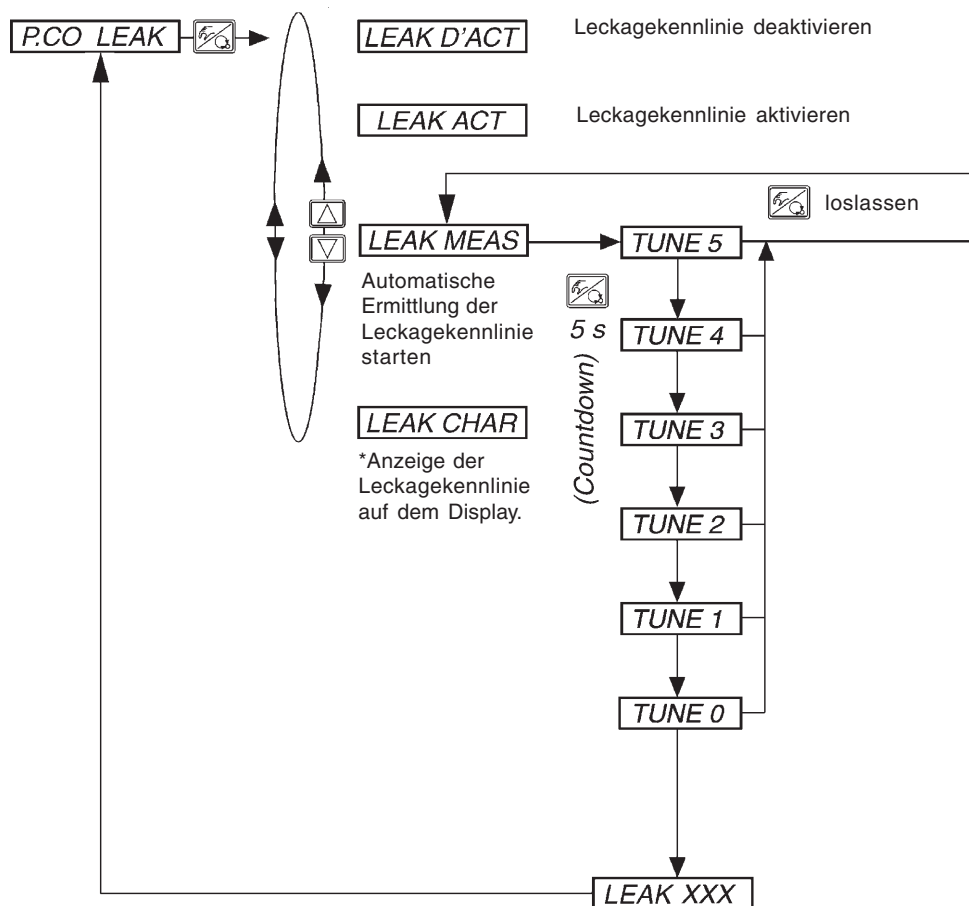 P.CO LEAK
LEAK D'ACT
Leckagekennlinie deaktivieren
LEAK ACT
Leckagekennlinie aktivieren
loslassen
LEAK MEAS
TUNE 5
Automatische
Ermittlung der
Leckagekennlinie
starten
5 s
(Countdown)
TUNE 4
LEAK CHAR
TUNE 3
*Anzeige der
Leckagekennlinie
auf dem Display.
TUNE 2
TUNE 1
TUNE 0
LEAK XXX